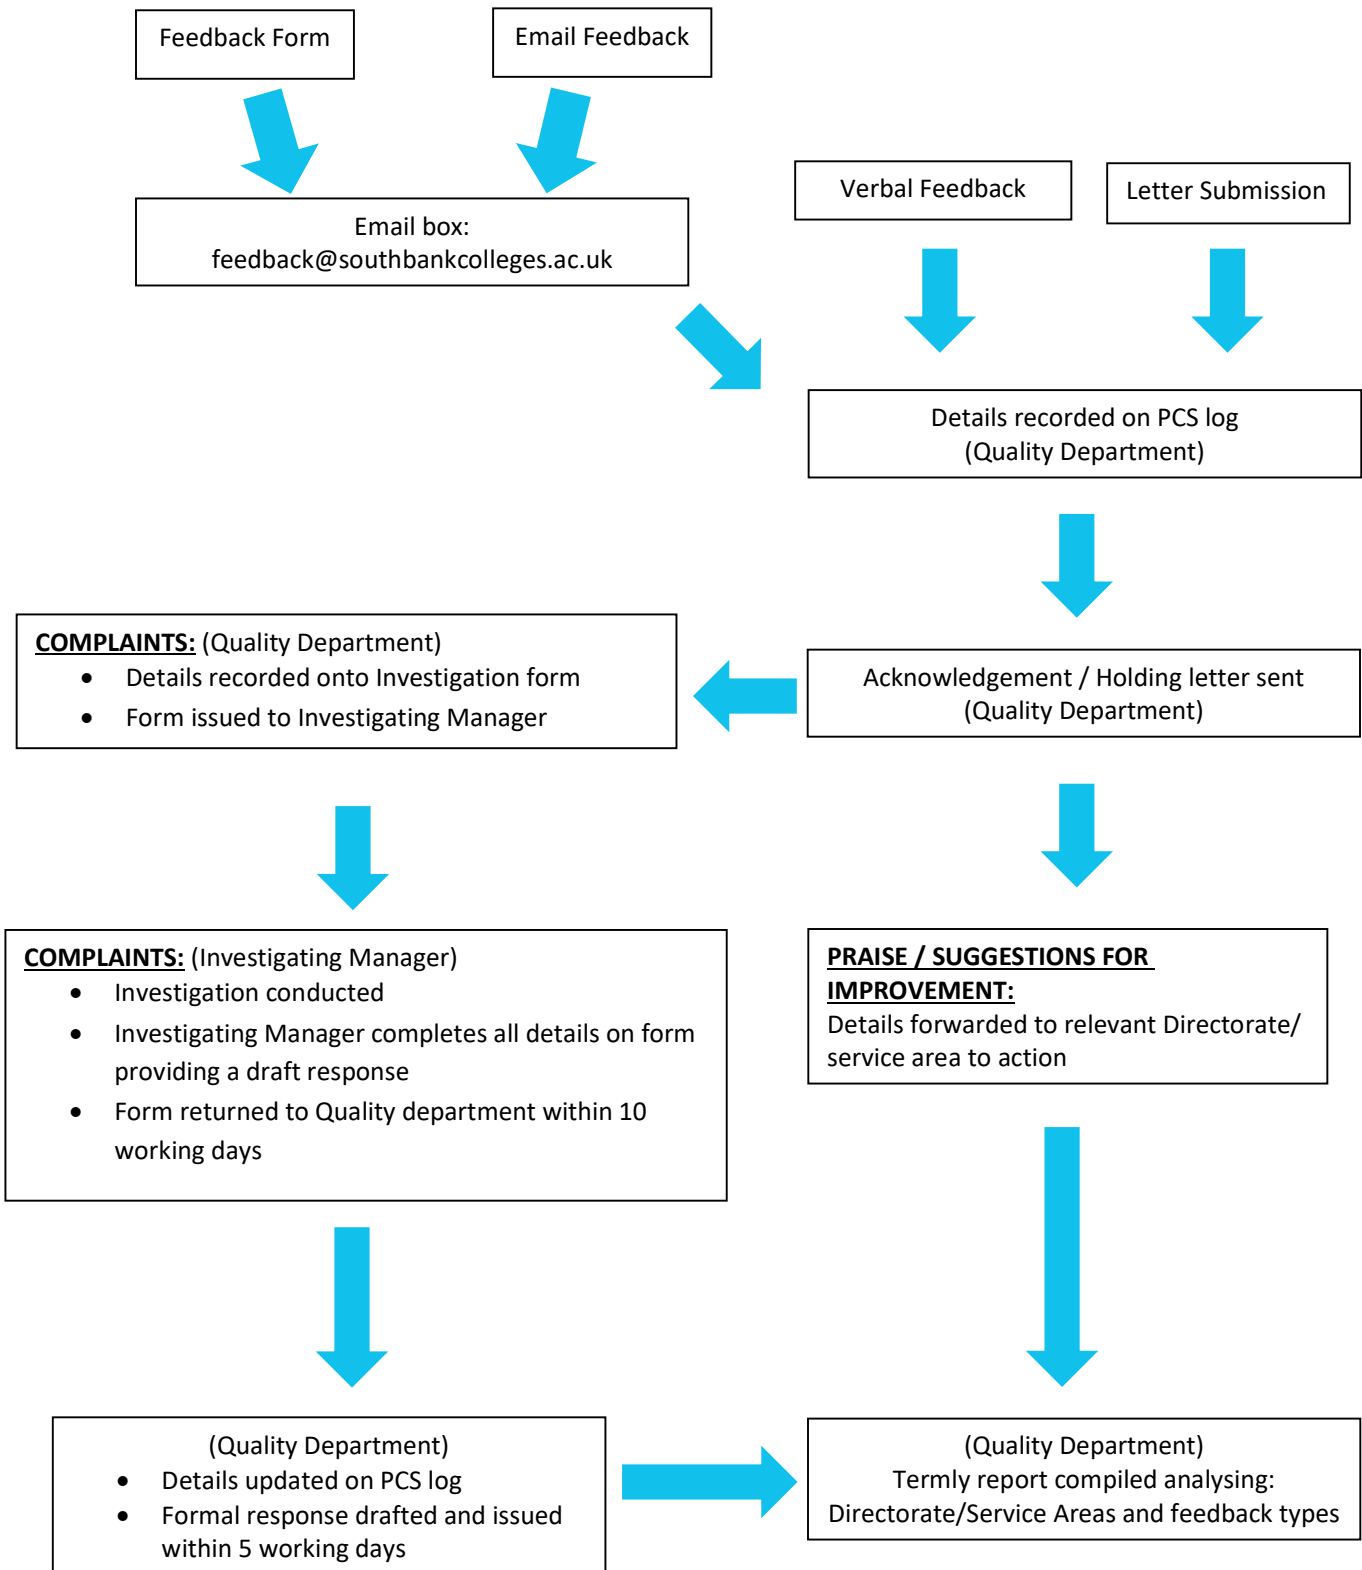 Feedback Form
Email Feedback
Email box:
feedback@southbankcolleges.ac.uk
Verbal Feedback
Letter Submission
Details recorded on PCS log
(Quality Department)
Acknowledgement / Holding letter sent
(Quality Department)
COMPLAINTS: (Quality Department)
• Details recorded onto Investigation form
• Form issued to Investigating Manager
COMPLAINTS: (Investigating Manager)
• Investigation conducted
• Investigating Manager completes all details on form
providing a draft response
• Form returned to Quality department within 10
working days
PRAISE / SUGGESTIONS FOR
IMPROVEMENT:
Details forwarded to relevant Directorate/
service area to action
(Quality Department)
• Details updated on PCS log
• Formal response drafted and issued
within 5 working days
(Quality Department)
Termly report compiled analysing:
Directorate/Service Areas and feedback types